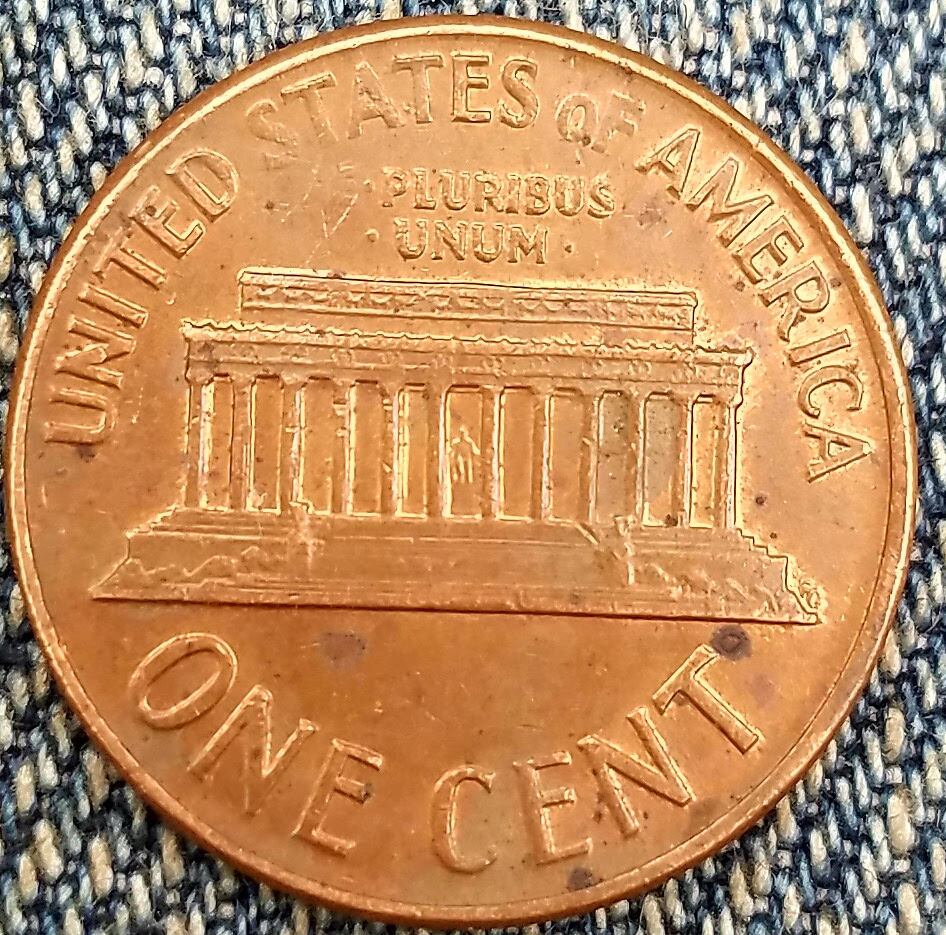 UNITED STATES OF AMERICA
· PLURIBUS
· UNUM ·
ONE CENT